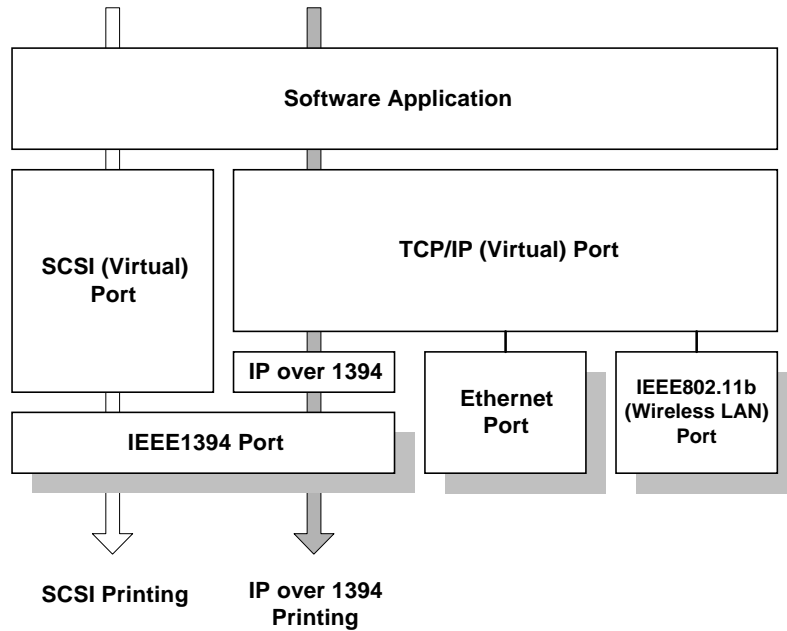 Software Application
SCSI (Virtual)
Port
TCP/IP (Virtual) Port
IP over 1394
Ethernet
Port
IEEE802.11b
(Wireless LAN)
Port
IEEE1394 Port
SCSI Printing
IP over 1394
Printing